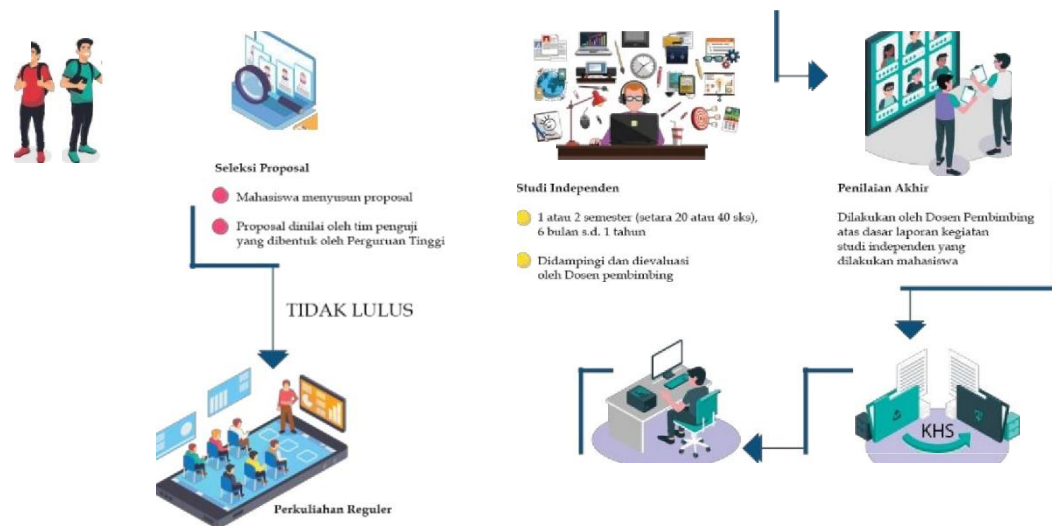 Seleksi Proposal
Mahasiswa menyusun proposal
Proposal dinilai oleh tim penguji
yang dibentuk oleh Perguruan Tinggi
TIDAK LULUS
Perkuliahan Reguler
Studi Independen
1 atau 2 semester (setara 20 atau 40 sks),
6 bulan s.d. 1 tahun
Didampingi dan dievaluasi
oleh Dosen pembimbing
Penilaian Akhir
Dilakukan oleh Dosen Pembimbing
atas dasar laporan kegiatan
studi independen yang
dilakukan mahasiswa
KHS